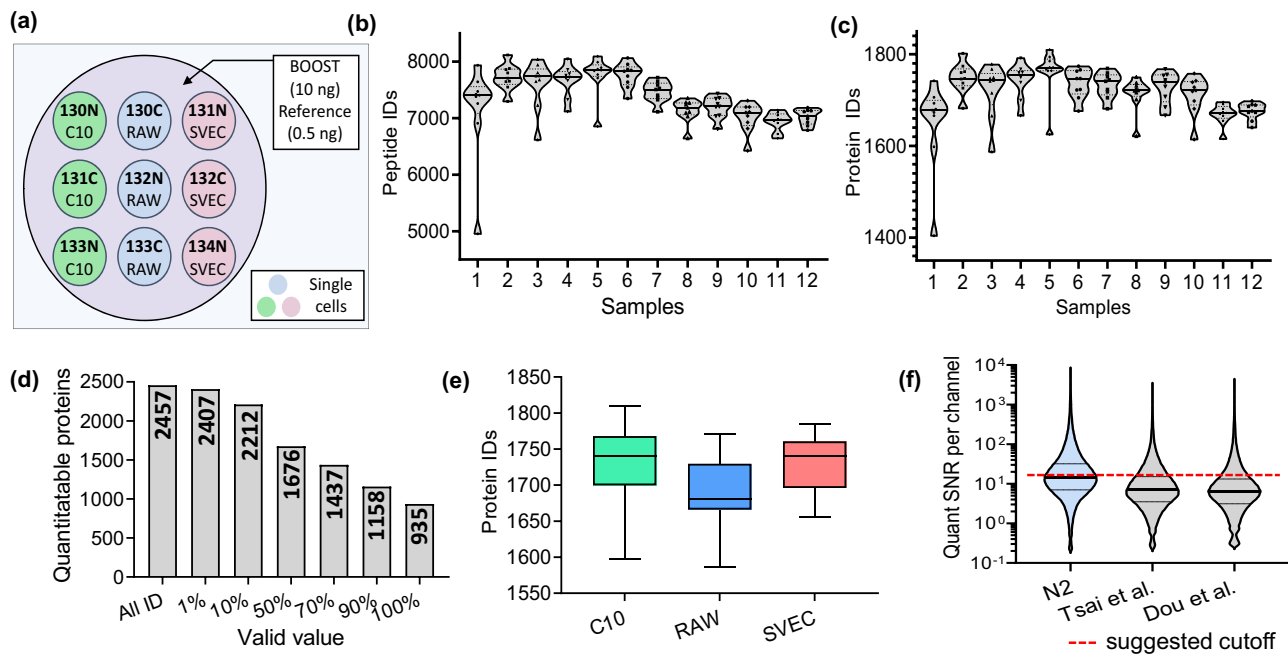 (a)
BOOST
(10 ng)
Reference
(0.5 ng)
130N
C10
130C
RAW
131N
SVEC
131C
C10
132N
RAW
132C
SVEC
133N
C10
133C
RAW
134N
SVEC
Single
cells
(b)
Peptide IDs
8000
7000
6000
5000
1 2 3 4 5 6 7 8 9 10 11 12
Samples
(c)
Protein IDs
1800
1600
1400
1 2 3 4 5 6 7 8 9 10 11 12
Samples
(d)
Quantitatable proteins
2500
2000
1500
1000
500
0
2457
2407
2212
1676
1437
1158
935
All ID 1% 10% 50% 70% 90% 100%
Valid value
(e)
Protein IDs
1850
1800
1750
1700
1650
1600
1550
C10 RAW SVEC
(f)
Quant SNR per channel
10⁴
10³
10²
10¹
10⁰
10⁻¹
N2 Tsai et al. Dou et al.
suggested cutoff